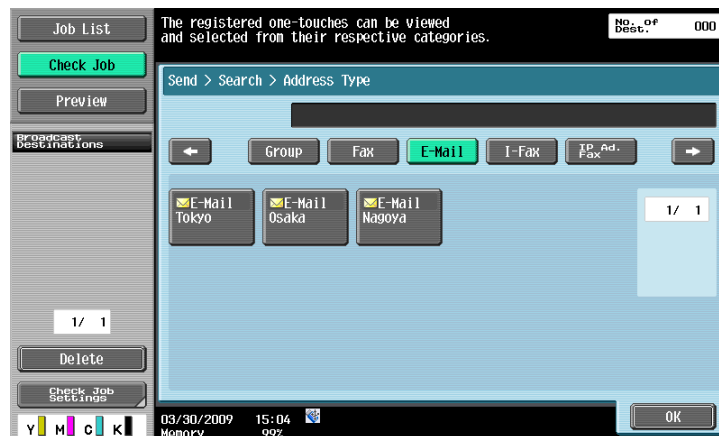 Job List
Check Job
Preview
Broadcast
Destinations
1/ 1
Delete
Check Job
Settings
Y M C K
The registered one-touches can be viewed
and selected from their respective categories.
No. of
Dest. 000
Send > Search > Address Type
Group Fax E-Mail I-Fax IP Ad.
Fax
E-Mail
Tokyo
E-Mail
Osaka
E-Mail
Nagoya
1/ 1
03/30/2009 15:04
Memory 99%
OK